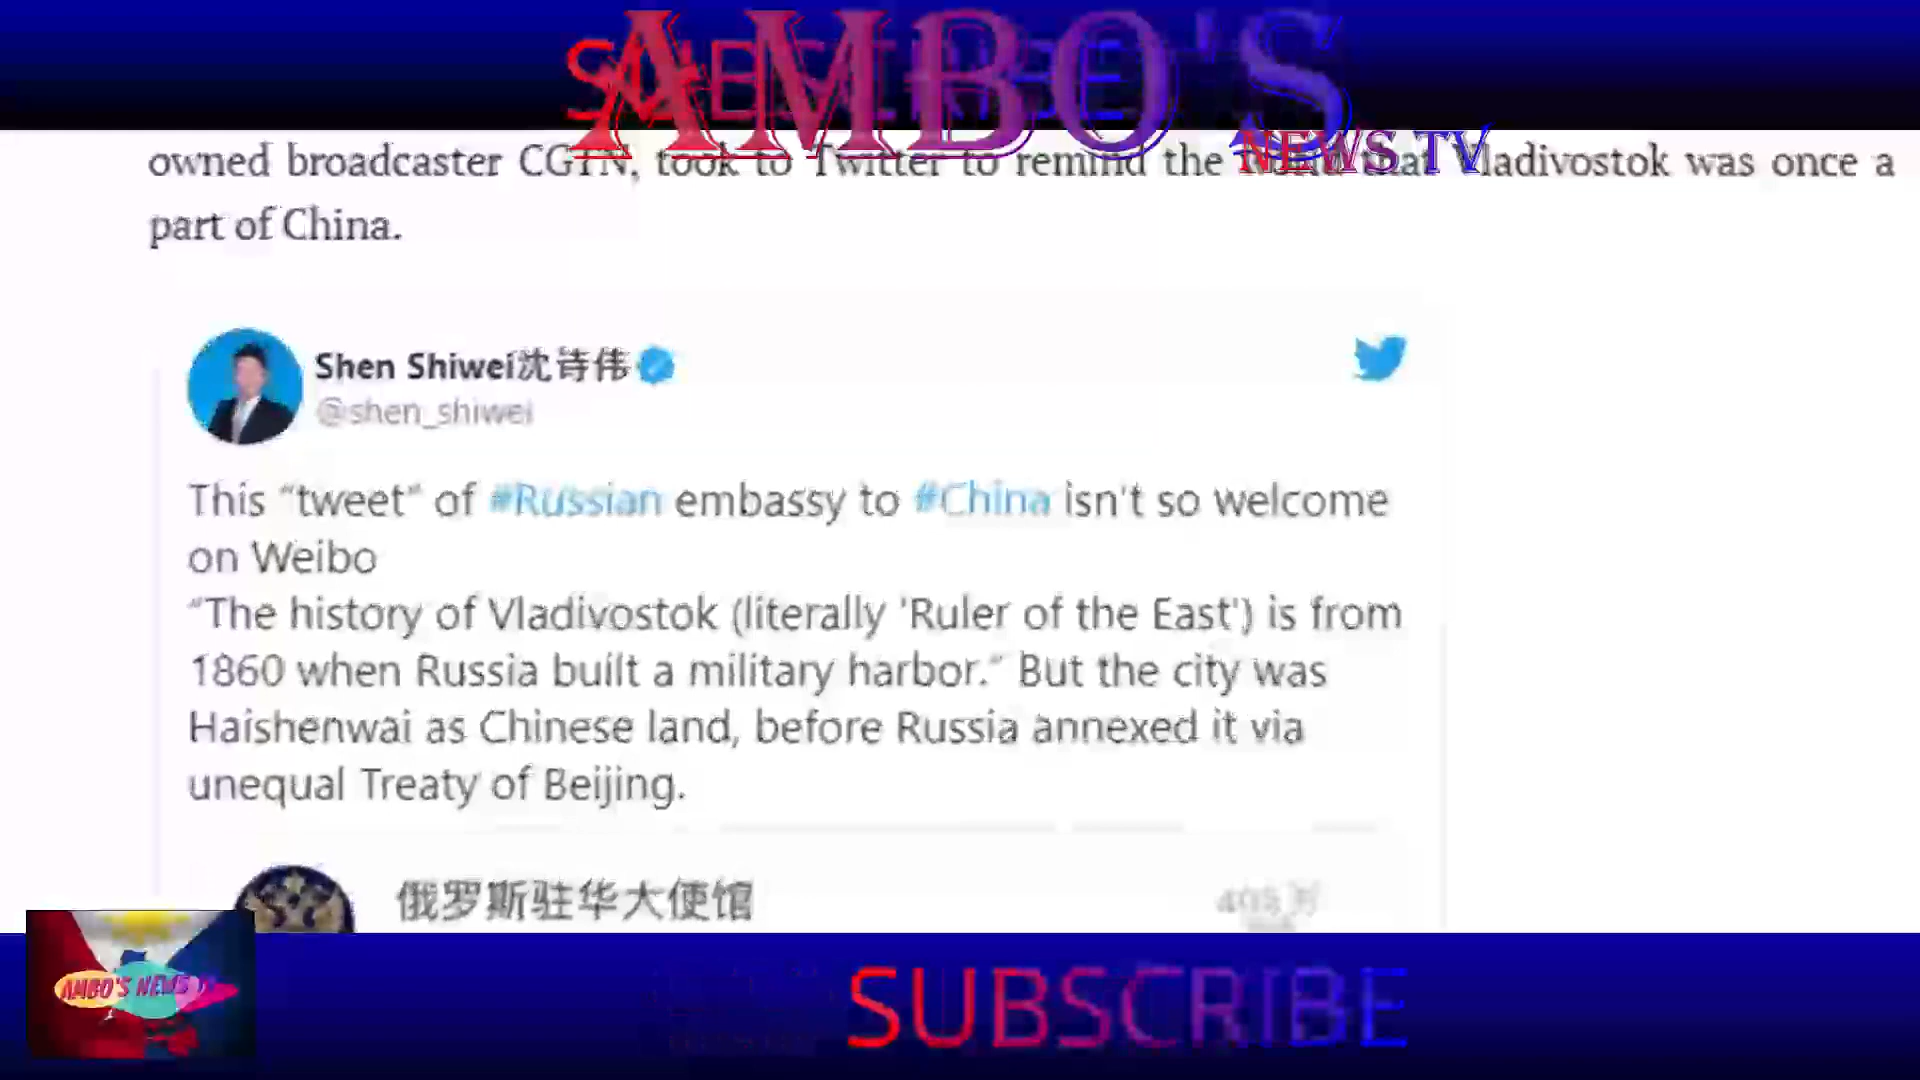 AMBO'S
NEWS TV
owned broadcaster CGTN, took to Twitter to remind the that Vladivostok was once a
part of China.
Shen Shiwei沈诗伟
@shen_shiwei
This "tweet" of #Russian embassy to #China isn't so welcome
on Weibo
"The history of Vladivostok (literally 'Ruler of the East') is from
1860 when Russia built a military harbor." But the city was
Haishenwai as Chinese land, before Russia annexed it via
unequal Treaty of Beijing.
俄罗斯驻华大使馆
AMBO'S NEWS
SUBSCRIBE